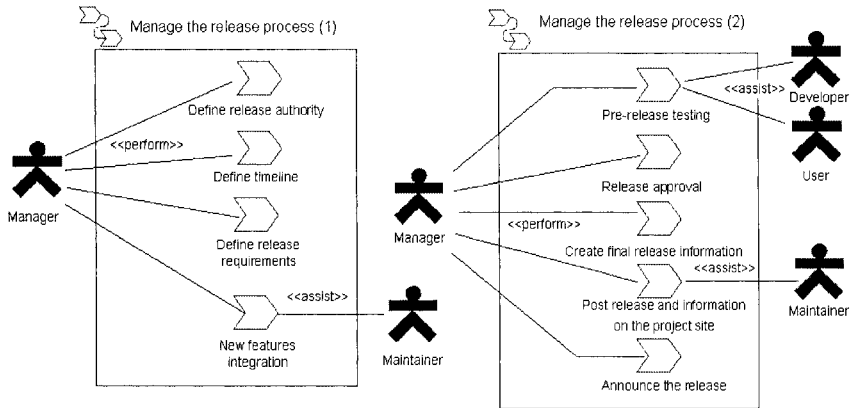 Manage the release process (1)
Define release authority
<<perform>>
Define timeline
Manager
Define release
requirements
<<assist>>
New features
integration
Maintainer
Manage the release process (2)
<<assist>>
Developer
Pre-release testing
User
Release approval
Manager
<<perform>>
Create final release information
<<assist>>
Post release and information
on the project site
Maintainer
Announce the release